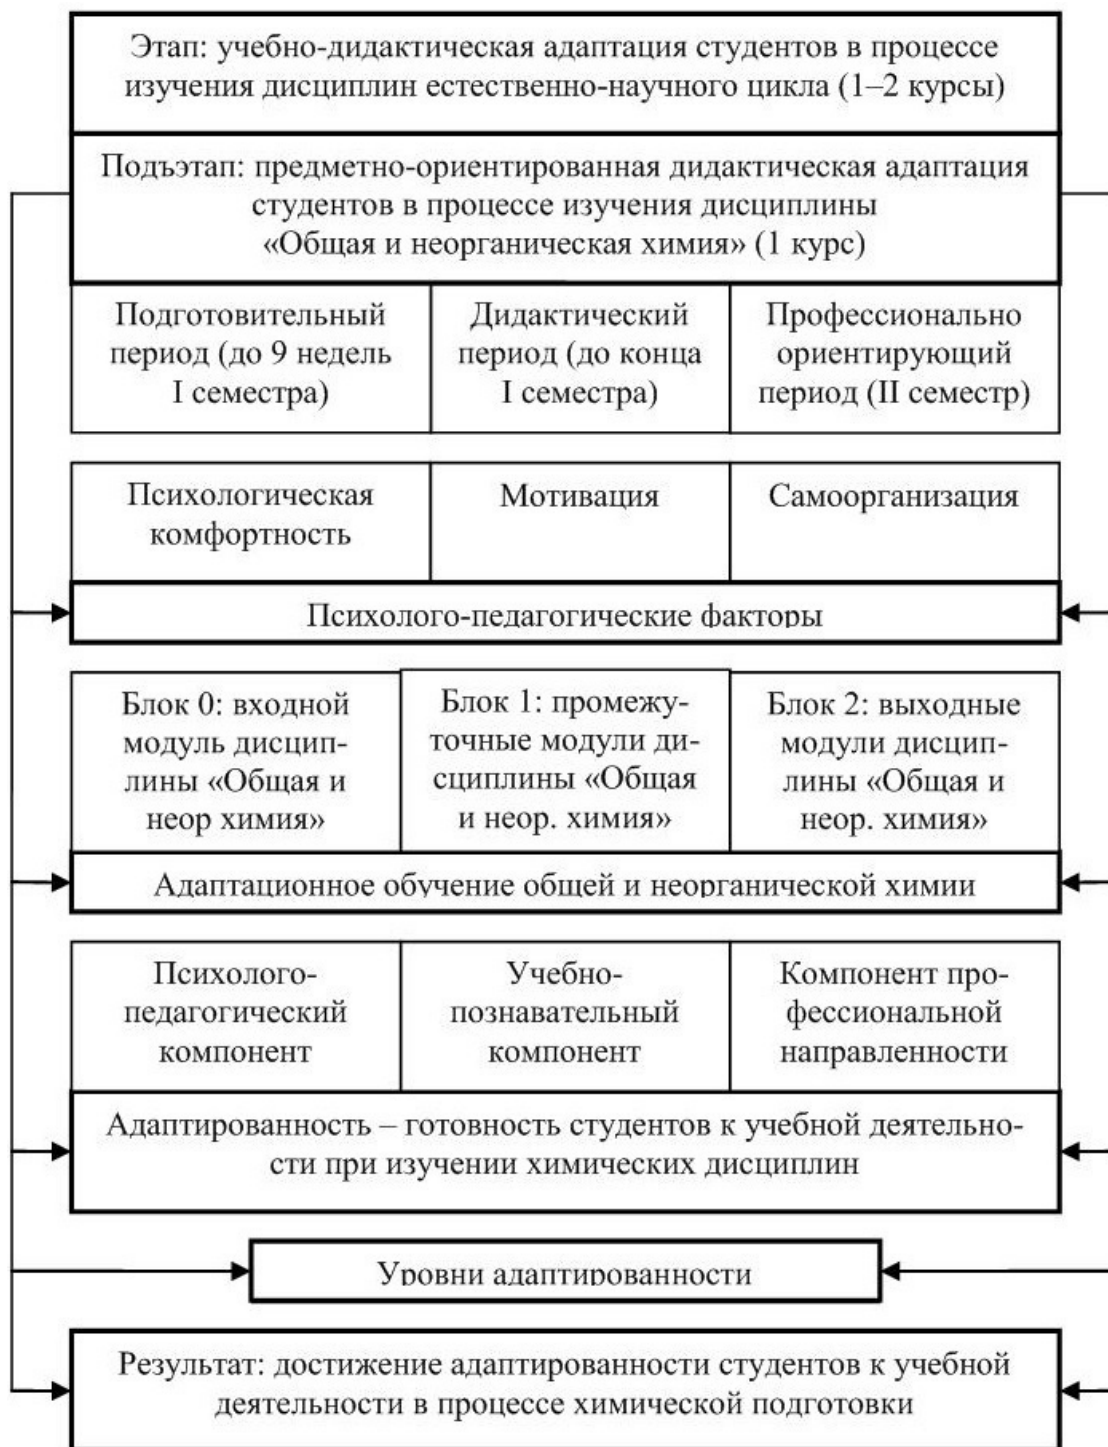 Этап: учебно-дидактическая адаптация студентов в процессе
изучения дисциплин естественно-научного цикла (1–2 курсы)
Подъэтап: предметно-ориентированная дидактическая адаптация
студентов в процессе изучения дисциплины
«Общая и неорганическая химия» (1 курс)
Подготовительный
период (до 9 недель
I семестра)
Дидактический
период (до конца
I семестра)
Профессионально
ориентирующий
период (II семестр)
Психологическая
комфортность
Мотивация
Самоорганизация
Психолого-педагогические факторы
Блок 0: входной
модуль дисцип-
лины «Общая и
неор химия»
Блок 1: промежу-
точные модули ди-
сциплины «Общая
и неор. химия»
Блок 2: выходные
модули дисцип-
лины «Общая и
неор. химия»
Адаптационное обучение общей и неорганической химии
Психолого-
педагогический
компонент
Учебно-
познавательный
компонент
Компонент про-
фессиональной
направленности
Адаптированность – готовность студентов к учебной деятельно-
сти при изучении химических дисциплин
Уровни адаптированности
Результат: достижение адаптированности студентов к учебной
деятельности в процессе химической подготовки